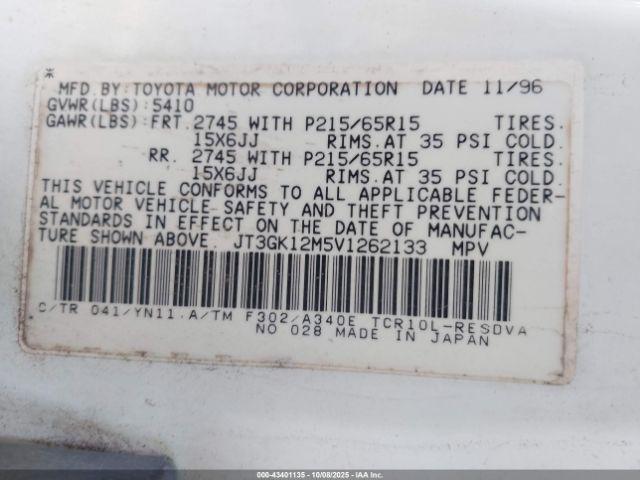 MFD.BY:TOYOTA MOTOR CORPORATION DATE 11/96
GVWR(LBS):5410
GAWR(LBS):FRT.2745 WITH P215/65R15 TIRES.
15X6JJ RIMS.AT 35 PSI COLD.
RR. 2745 WITH P215/65R15 TIRES.
15X6JJ RIMS.AT 35 PSI COLD.
THIS VEHICLE CONFORMS TO ALL APPLICABLE FEDER-
AL MOTOR VEHICLE SAFETY AND THEFT PREVENTION
STANDARDS IN EFFECT ON THE DATE OF MANUFAC-
TURE SHOWN ABOVE. JT3GK12M5V1262133 MPV
C/TR 041/YN11.A/TM F302/A340E TCR10L-RESDVA
NO 028 MADE IN JAPAN
000-43401135 - 10/08/2025 - IAAI, Inc.